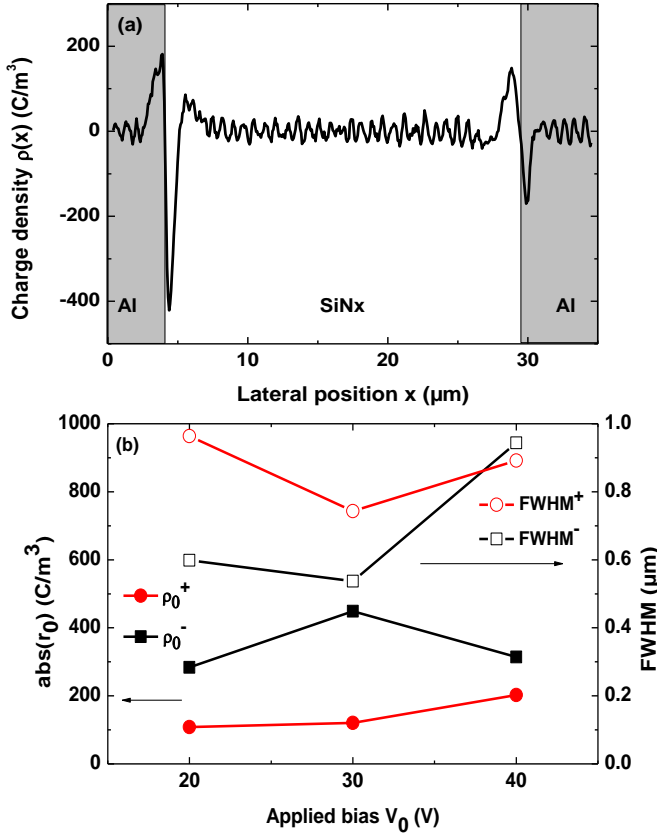 (a)
Charge density ρ(x) (C/m³)
200
0
-200
-400
Al
SiNx
Al
0
10
20
30
Lateral position x (µm)
(b)
1000
800
600
400
200
0
abs(r₀) (C/m³)
1.0
0.8
0.6
0.4
0.2
0.0
FWHM (µm)
FWHM⁺
FWHM⁻
ρ₀⁺
ρ₀⁻
20
30
40
Applied bias V₀ (V)